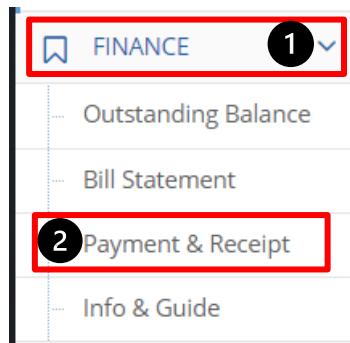 FINANCE 1
Outstanding Balance
Bill Statement
2 Payment & Receipt
Info & Guide